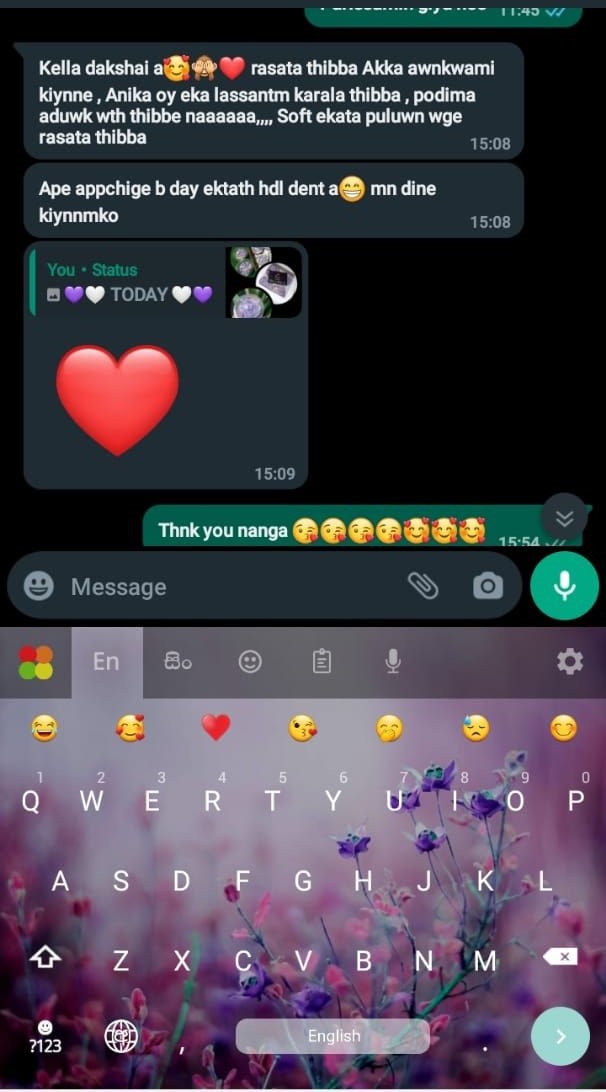 11:45
Kella dakshai a🥰🙈❤️ rasata thibba Akka awnkwami
kiynne , Anika oy eka lassantm karala thibba , podima
aduwk wth thibbe naaaaaa,,,, Soft ekata puluwn wge
rasata thibba
15:08
Ape appchige b day ektath hdl dent a😁 mn dine
kiynnmko
15:08
You • Status
💜🤍 TODAY 🤍💜
❤️
15:09
Thnk you nanga 😘😘😘😘🥰🥰🥰
15:54
Message
En සිං
😂 🥰 ❤️ 😘 🤭 😓 😊
1 2 3 4 5 6 7 8 9 0
Q W E R T Y U I O P
A S D F G H J K L
Z X C V B N M
?123 , English .